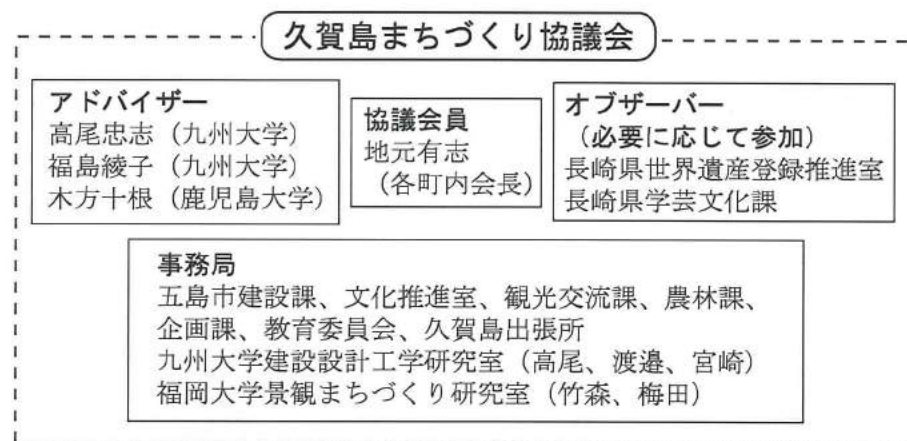 久賀島まちづくり協議会
アドバイザー
高尾忠志（九州大学）
福島綾子（九州大学）
木方十根（鹿児島大学）
協議会員
地元有志
（各町内会長）
オブザーバー
（必要に応じて参加）
長崎県世界遺産登録推進室
長崎県学芸文化課
事務局
五島市建設課、文化推進室、観光交流課、農林課、
企画課、教育委員会、久賀島出張所
九州大学建設設計工学研究室（高尾、渡邉、宮崎）
福岡大学景観まちづくり研究室（竹森、梅田）